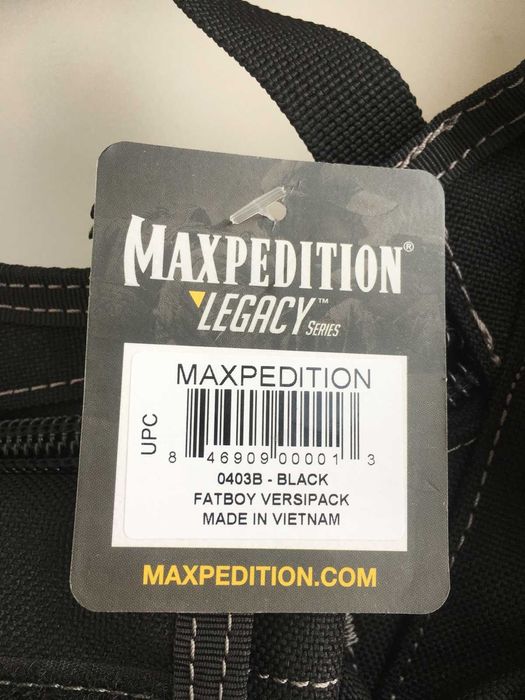 MAXPEDITION®
LEGACY™ SERIES
MAXPEDITION
UPC
8 46909 00001 3
0403B - BLACK
FATBOY VERSIPACK
MADE IN VIETNAM
MAXPEDITION.COM